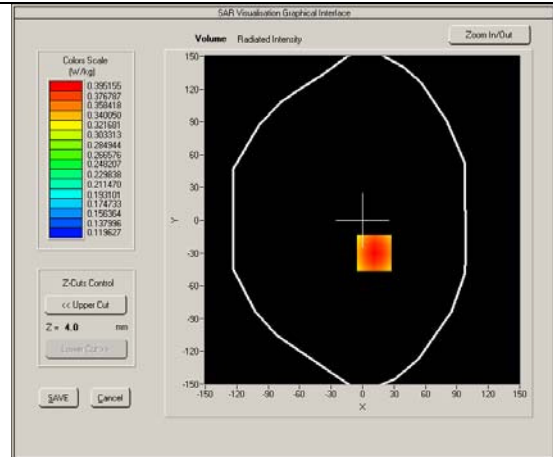 SAR Visualisation Graphical Interface
Volume Radiated Intensity
Zoom In/Out
Colors Scale
(W/kg)
0.395155
0.376787
0.358418
0.340050
0.321681
0.303313
0.284944
0.266576
0.248207
0.229838
0.211470
0.193101
0.174733
0.156364
0.137996
0.119627
Z-Cuts Control
<< Upper Cut
Z = 4.0 mm
SAVE Cancel
150-
120-
90-
60-
30-
Y 0-
-30-
-60-
-90-
-120-
-150-
-150 -120 -90 -60 -30 0 30 60 90 120 150
X